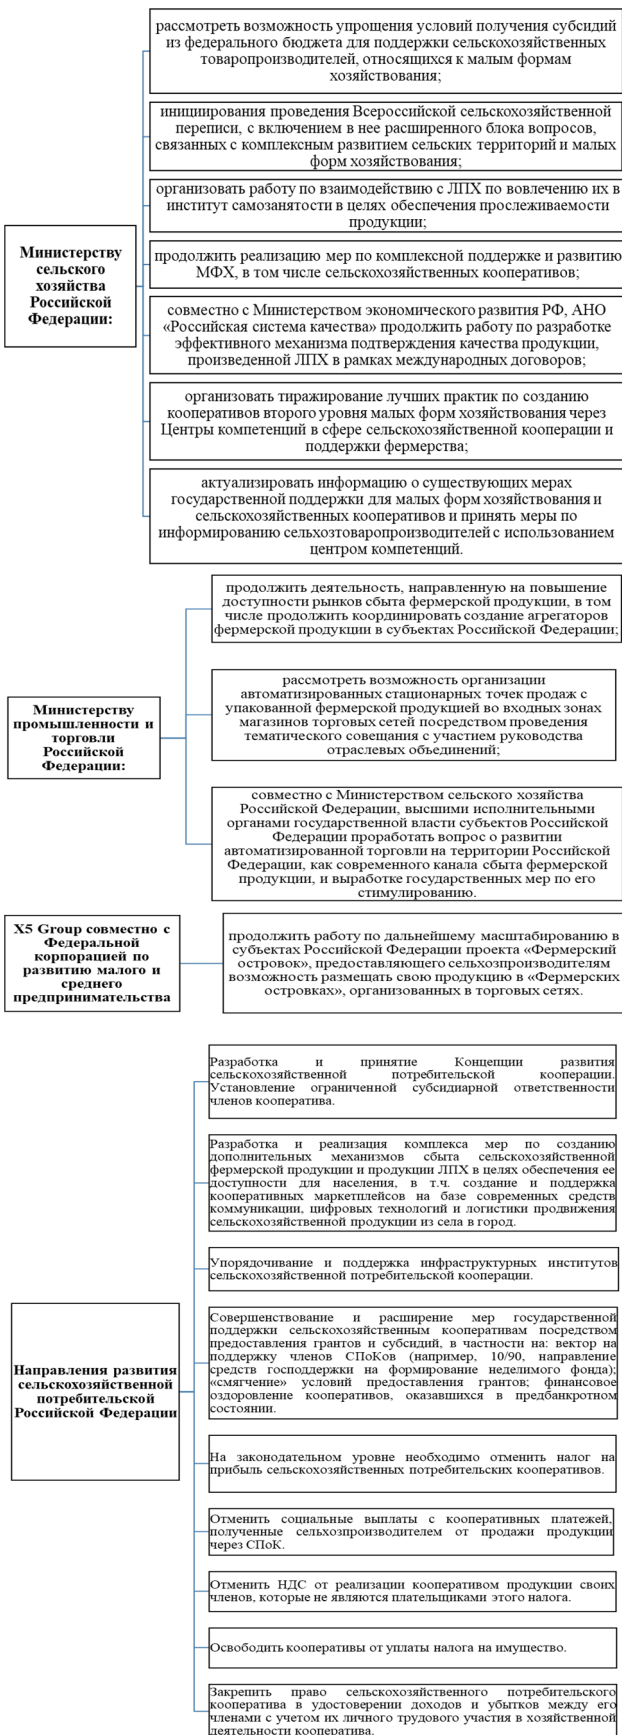 Министерству
сельского
хозяйства
Российской
Федерации:
рассмотреть возможность упрощения условий получения субсидий
из федерального бюджета для поддержки сельскохозяйственных
товаропроизводителей, относящихся к малым формам
хозяйствования;
инициирования проведения Всероссийской сельскохозяйственной
переписи, с включением в нее расширенного блока вопросов,
связанных с комплексным развитием сельских территорий и малых
форм хозяйствования;
организовать работу по взаимодействию с ЛПХ по вовлечению их в
институт самозанятости в целях обеспечения прослеживаемости
продукции;
продолжить реализацию мер по комплексной поддержке и развитию
МФХ, в том числе сельскохозяйственных кооперативов;
совместно с Министерством экономического развития РФ, АНО
«Российская система качества» продолжить работу по разработке
эффективного механизма подтверждения качества продукции,
произведенной ЛПХ в рамках международных договоров;
организовать тиражирование лучших практик по созданию
кооперативов второго уровня малых форм хозяйствования через
Центры компетенций в сфере сельскохозяйственной кооперации и
поддержки фермерства;
актуализировать информацию о существующих мерах
государственной поддержки для малых форм хозяйствования и
сельскохозяйственных кооперативов и принять меры по
информированию сельхозтоваропроизводителей с использованием
центром компетенций.
Министерству
промышленности и
торговли
Российской
Федерации:
продолжить деятельность, направленную на повышение
доступности рынков сбыта фермерской продукции, в том
числе продолжить координировать создание агрегаторов
фермерской продукции в субъектах Российской Федерации;
рассмотреть возможность организации
автоматизированных стационарных точек продаж с
упакованной фермерской продукцией во входных зонах
магазинов торговых сетей посредством проведения
тематического совещания с участием руководства
отраслевых объединений;
совместно с Министерством сельского хозяйства
Российской Федерации, высшими исполнительными
органами государственной власти субъектов Российской
Федерации проработать вопрос о развитии
автоматизированной торговли на территории Российской
Федерации, как современного канала сбыта фермерской
продукции, и выработке государственных мер по его
стимулированию.
X5 Group совместно с
Федеральной
корпорацией по
развитию малого и
среднего
предпринимательства
продолжить работу по дальнейшему масштабированию в
субъектах Российской Федерации проекта «Фермерский
островок», предоставляющего сельхозпроизводителям
возможность размещать свою продукцию в «Фермерских
островках», организованных в торговых сетях.
Направления развития
сельскохозяйственной
потребительской
Российской Федерации
Разработка и принятие Концепции развития
сельскохозяйственной потребительской кооперации.
Установление ограниченной субсидиарной ответственности
членов кооператива.
Разработка и реализация комплекса мер по созданию
дополнительных механизмов сбыта сельскохозяйственной
фермерской продукции и продукции ЛПХ в целях обеспечения ее
доступности для населения, в т.ч. создание и поддержка
кооперативных маркетплейсов на базе современных средств
коммуникации, цифровых технологий и логистики продвижения
сельскохозяйственной продукции из села в город.
Упорядочивание и поддержка инфраструктурных институтов
сельскохозяйственной потребительской кооперации.
Совершенствование и расширение мер государственной
поддержки сельскохозяйственным кооперативам посредством
предоставления грантов и субсидий, в частности на: вектор на
поддержку членов СПоКов (например, 10/90, направление
средств господдержки на формирование неделимого фонда);
«смягчение» условий предоставления грантов; финансовое
оздоровление кооперативов, оказавшихся в предбанкротном
состоянии.
На законодательном уровне необходимо отменить налог на
прибыль сельскохозяйственных потребительских кооперативов.
Отменить социальные выплаты с кооперативных платежей,
полученные сельхозпроизводителем от продажи продукции
через СПоК.
Отменить НДС от реализации кооперативом продукции своих
членов, которые не являются плательщиками этого налога.
Освободить кооперативы от уплаты налога на имущество.
Закрепить право сельскохозяйственного потребительского
кооператива в удостоверении доходов и убытков между его
членами с учетом их личного трудового участия в хозяйственной
деятельности кооператива.